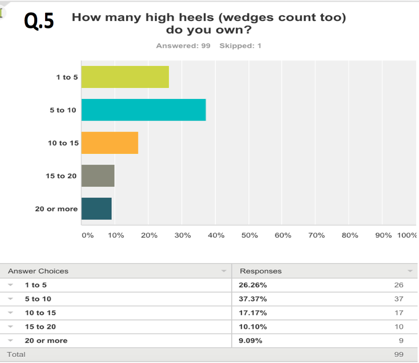 Q.5
How many high heels (wedges count too)
do you own?
Answered: 99 Skipped: 1
1 to 5
5 to 10
10 to 15
15 to 20
20 or more
0% 10% 20% 30% 40% 50% 60% 70% 80% 90% 100%
Answer Choices Responses
1 to 5 26.26% 26
5 to 10 37.37% 37
10 to 15 17.17% 17
15 to 20 10.10% 10
20 or more 9.09% 9
Total 99